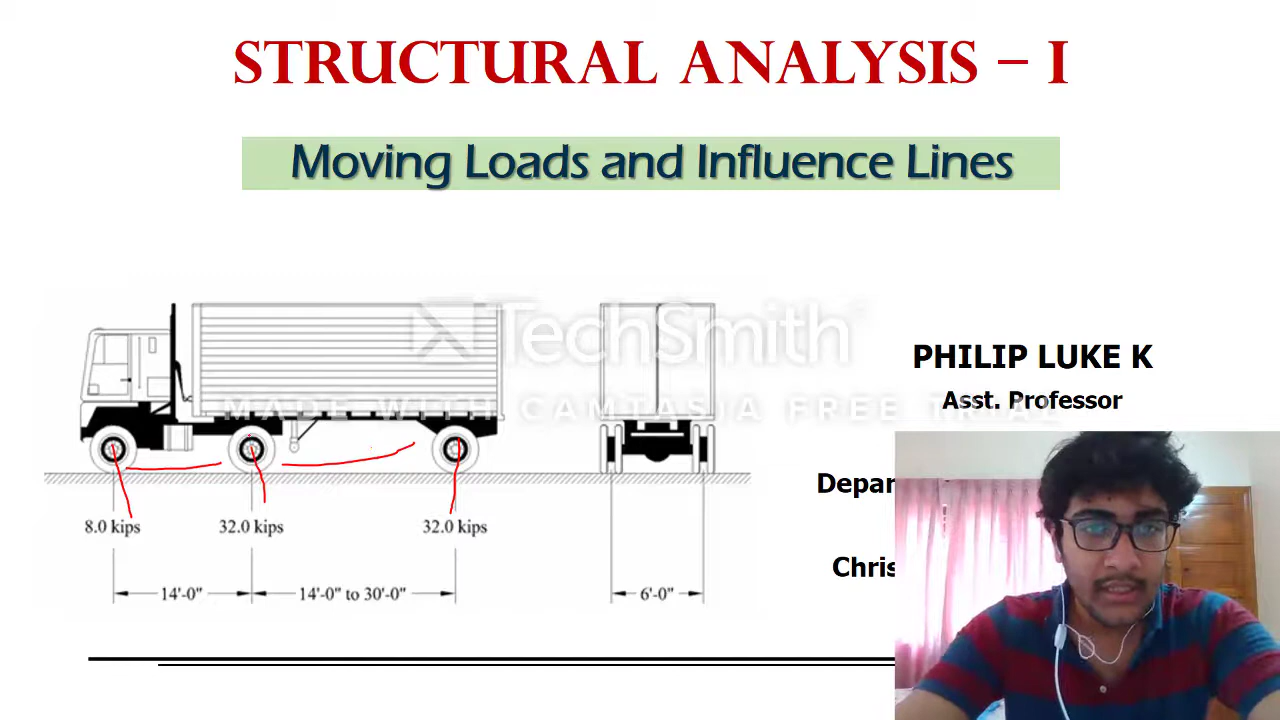 STRUCTURAL ANALYSIS – I
Moving Loads and Influence Lines
TechSmith
MADE WITH CAMTASIA FREE TRIAL
PHILIP LUKE K
Asst. Professor
Depar
Chris
8.0 kips 32.0 kips 32.0 kips
14'-0" 14'-0" to 30'-0" 6'-0"